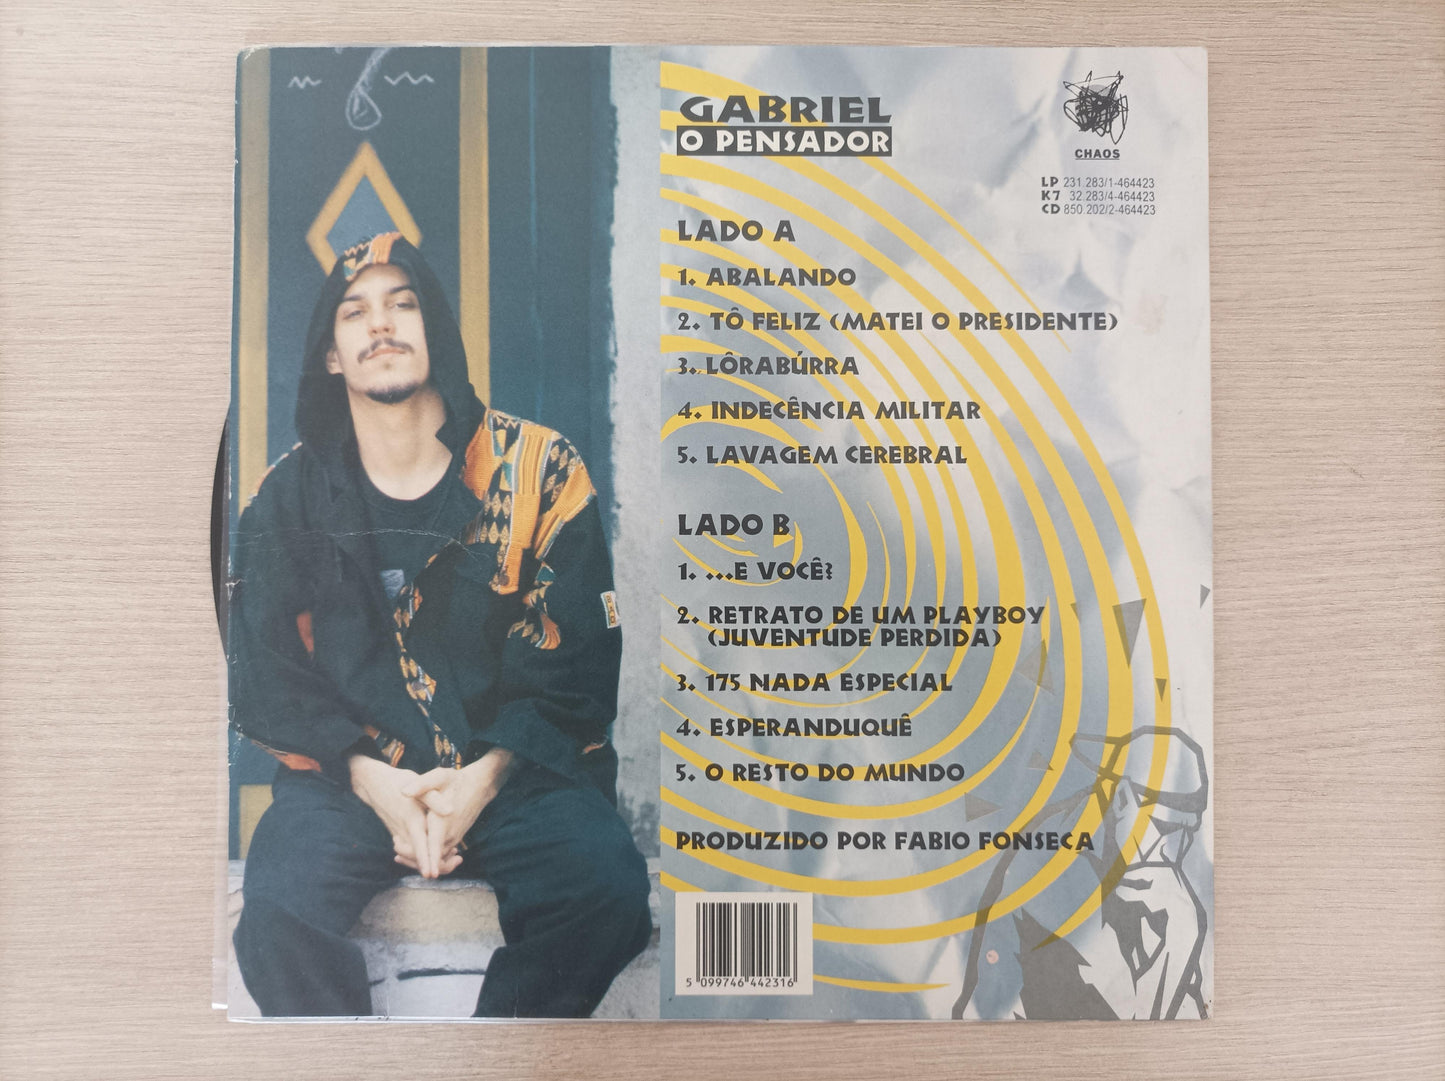 GABRIEL
O PENSADOR
CHAOS
LP 231.283/1-464423
K7 32.283/4-464423
CD 850.202/2-464423
LADO A
1. ABALANDO
2. TÔ FELIZ (MATEI O PRESIDENTE)
3. LÔRABÚRRA
4. INDECÊNCIA MILITAR
5. LAVAGEM CEREBRAL
LADO B
1. ...E VOCÊ?
2. RETRATO DE UM PLAYBOY
(JUVENTUDE PERDIDA)
3. 175 NADA ESPECIAL
4. ESPERANDUQUÊ
5. O RESTO DO MUNDO
PRODUZIDO POR FABIO FONSECA
5 099746 442316